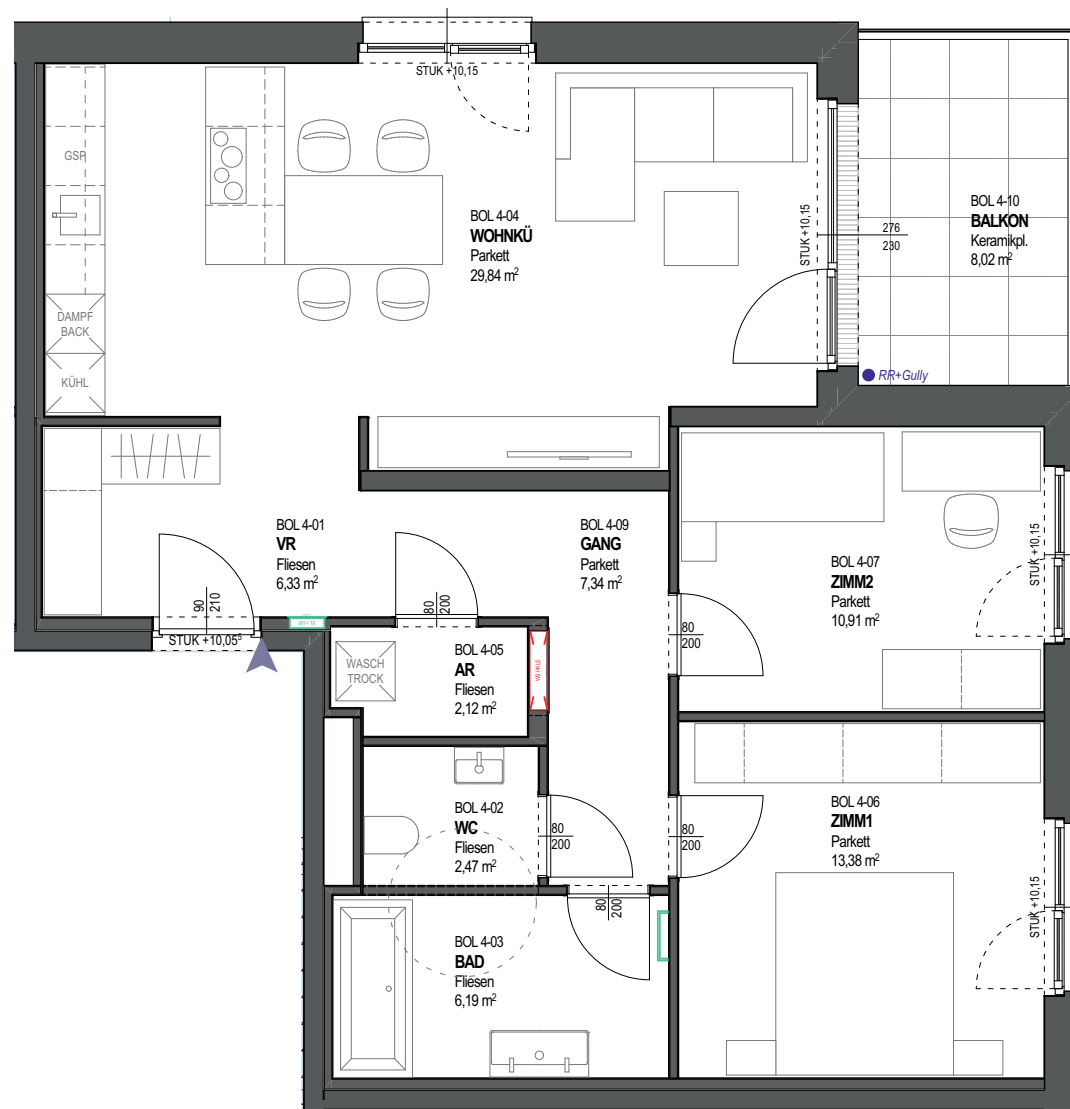 STUK +10,15
GSP
DAMPF
BACK
KÜHL
BOL 4-04
WOHNKÜ
Parkett
29,84 m²
STUK +10,15
276
230
BOL 4-10
BALKON
Keramikpl.
8,02 m²
RR+Gully
BOL 4-01
VR
Fliesen
6,33 m²
90
210
STUK +10,05⁵
80
200
BOL 4-09
GANG
Parkett
7,34 m²
BOL 4-07
ZIMM2
Parkett
10,91 m²
STUK +10,15
80
200
WASCH
TROCK
BOL 4-05
AR
Fliesen
2,12 m²
BOL 4-02
WC
Fliesen
2,47 m²
80
200
80
200
BOL 4-06
ZIMM1
Parkett
13,38 m²
STUK +10,15
80
200
BOL 4-03
BAD
Fliesen
6,19 m²